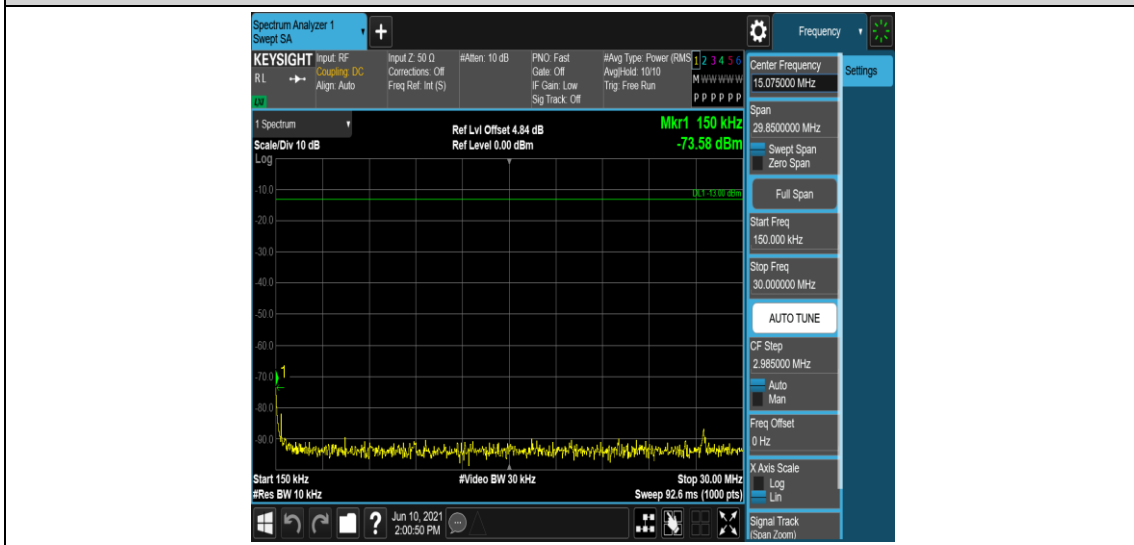 Spectrum Analyzer 1
Swept SA
+
Frequency
KEYSIGHT
RL
LXI
Input: RF
Coupling: DC
Align: Auto
Input Z: 50 Ω
Corrections: Off
Freq Ref: Int (S)
#Atten: 10 dB
PNO: Fast
Gate: Off
IF Gain: Low
Sig Track: Off
#Avg Type: Power (RMS
Avg|Hold: 10/10
Trig: Free Run
1 2 3 4 5 6
M W W W W W
P P P P P P
1 Spectrum
Scale/Div 10 dB
Log
Ref Lvl Offset 4.84 dB
Ref Level 0.00 dBm
Mkr1 150 kHz
-73.58 dBm
DL1 -13.00 dBm
-10.0
-20.0
-30.0
-40.0
-50.0
-60.0
-70.0
1
-80.0
-90.0
Start 150 kHz
#Video BW 30 kHz
Stop 30.00 MHz
#Res BW 10 kHz
Sweep 92.6 ms (1000 pts)
?
Jun 10, 2021
2:00:50 PM
Center Frequency
15.075000 MHz
Settings
Span
29.8500000 MHz
Swept Span
Zero Span
Full Span
Start Freq
150.000 kHz
Stop Freq
30.000000 MHz
AUTO TUNE
CF Step
2.985000 MHz
Auto
Man
Freq Offset
0 Hz
X Axis Scale
Log
Lin
Signal Track
(Span Zoom)